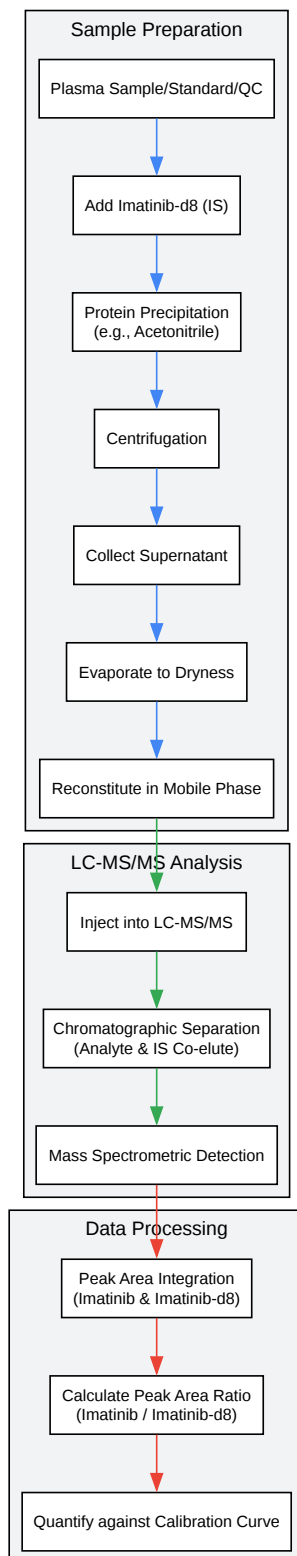 Sample Preparation
Plasma Sample/Standard/QC
Add Imatinib-d8 (IS)
Protein Precipitation
(e.g., Acetonitrile)
Centrifugation
Collect Supernatant
Evaporate to Dryness
Reconstitute in Mobile Phase
LC-MS/MS Analysis
Inject into LC-MS/MS
Chromatographic Separation
(Analyte & IS Co-elute)
Mass Spectrometric Detection
Data Processing
Peak Area Integration
(Imatinib & Imatinib-d8)
Calculate Peak Area Ratio
(Imatinib / Imatinib-d8)
Quantify against Calibration Curve